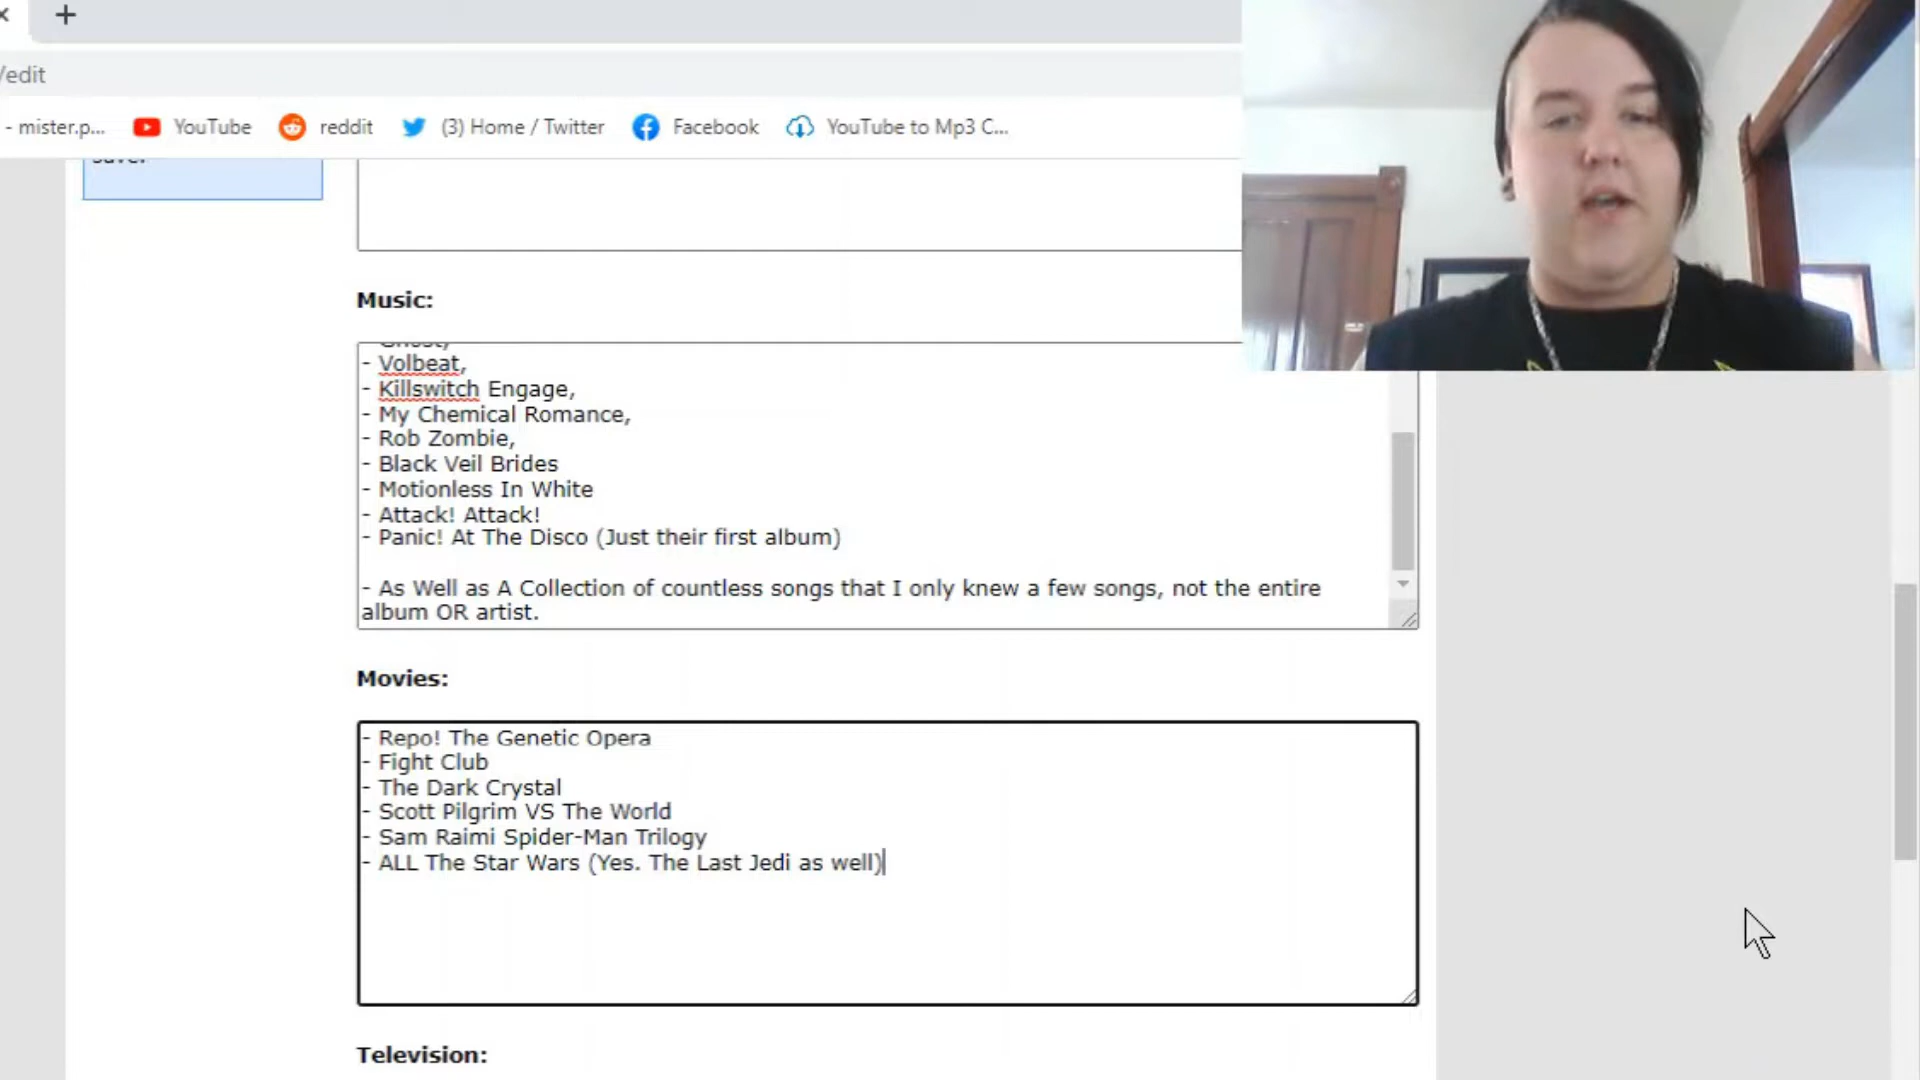 /edit
- mister.p...
YouTube
reddit
(3) Home / Twitter
Facebook
YouTube to Mp3 C...
save.
Music:
- Ghost,
- Volbeat,
- Killswitch Engage,
- My Chemical Romance,
- Rob Zombie,
- Black Veil Brides
- Motionless In White
- Attack! Attack!
- Panic! At The Disco (Just their first album)
- As Well as A Collection of countless songs that I only knew a few songs, not the entire
album OR artist.
Movies:
- Repo! The Genetic Opera
- Fight Club
- The Dark Crystal
- Scott Pilgrim VS The World
- Sam Raimi Spider-Man Trilogy
- ALL The Star Wars (Yes. The Last Jedi as well)
Television: